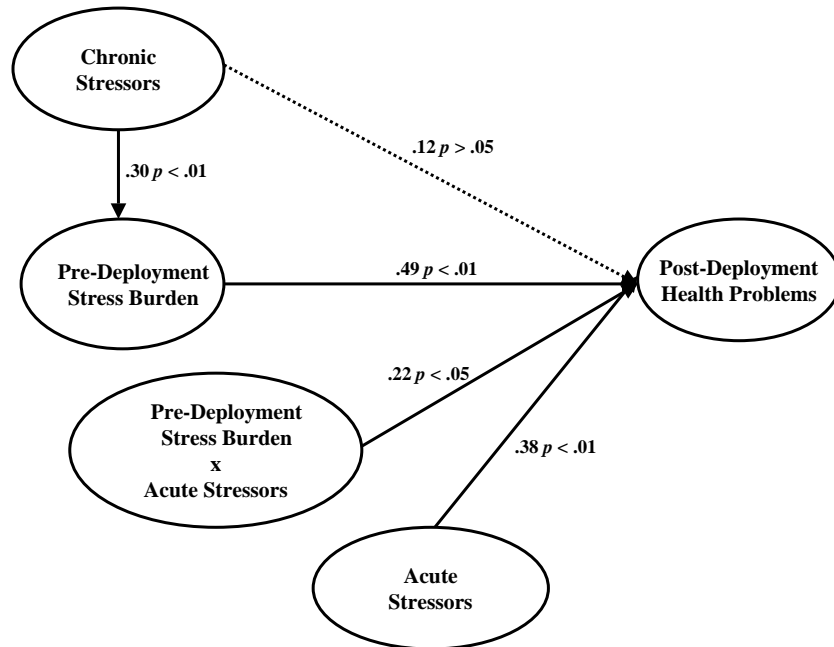 Chronic
Stressors
.12 p > .05
.30 p < .01
Pre-Deployment
Stress Burden
.49 p < .01
Post-Deployment
Health Problems
.22 p < .05
Pre-Deployment
Stress Burden
x
Acute Stressors
.38 p < .01
Acute
Stressors